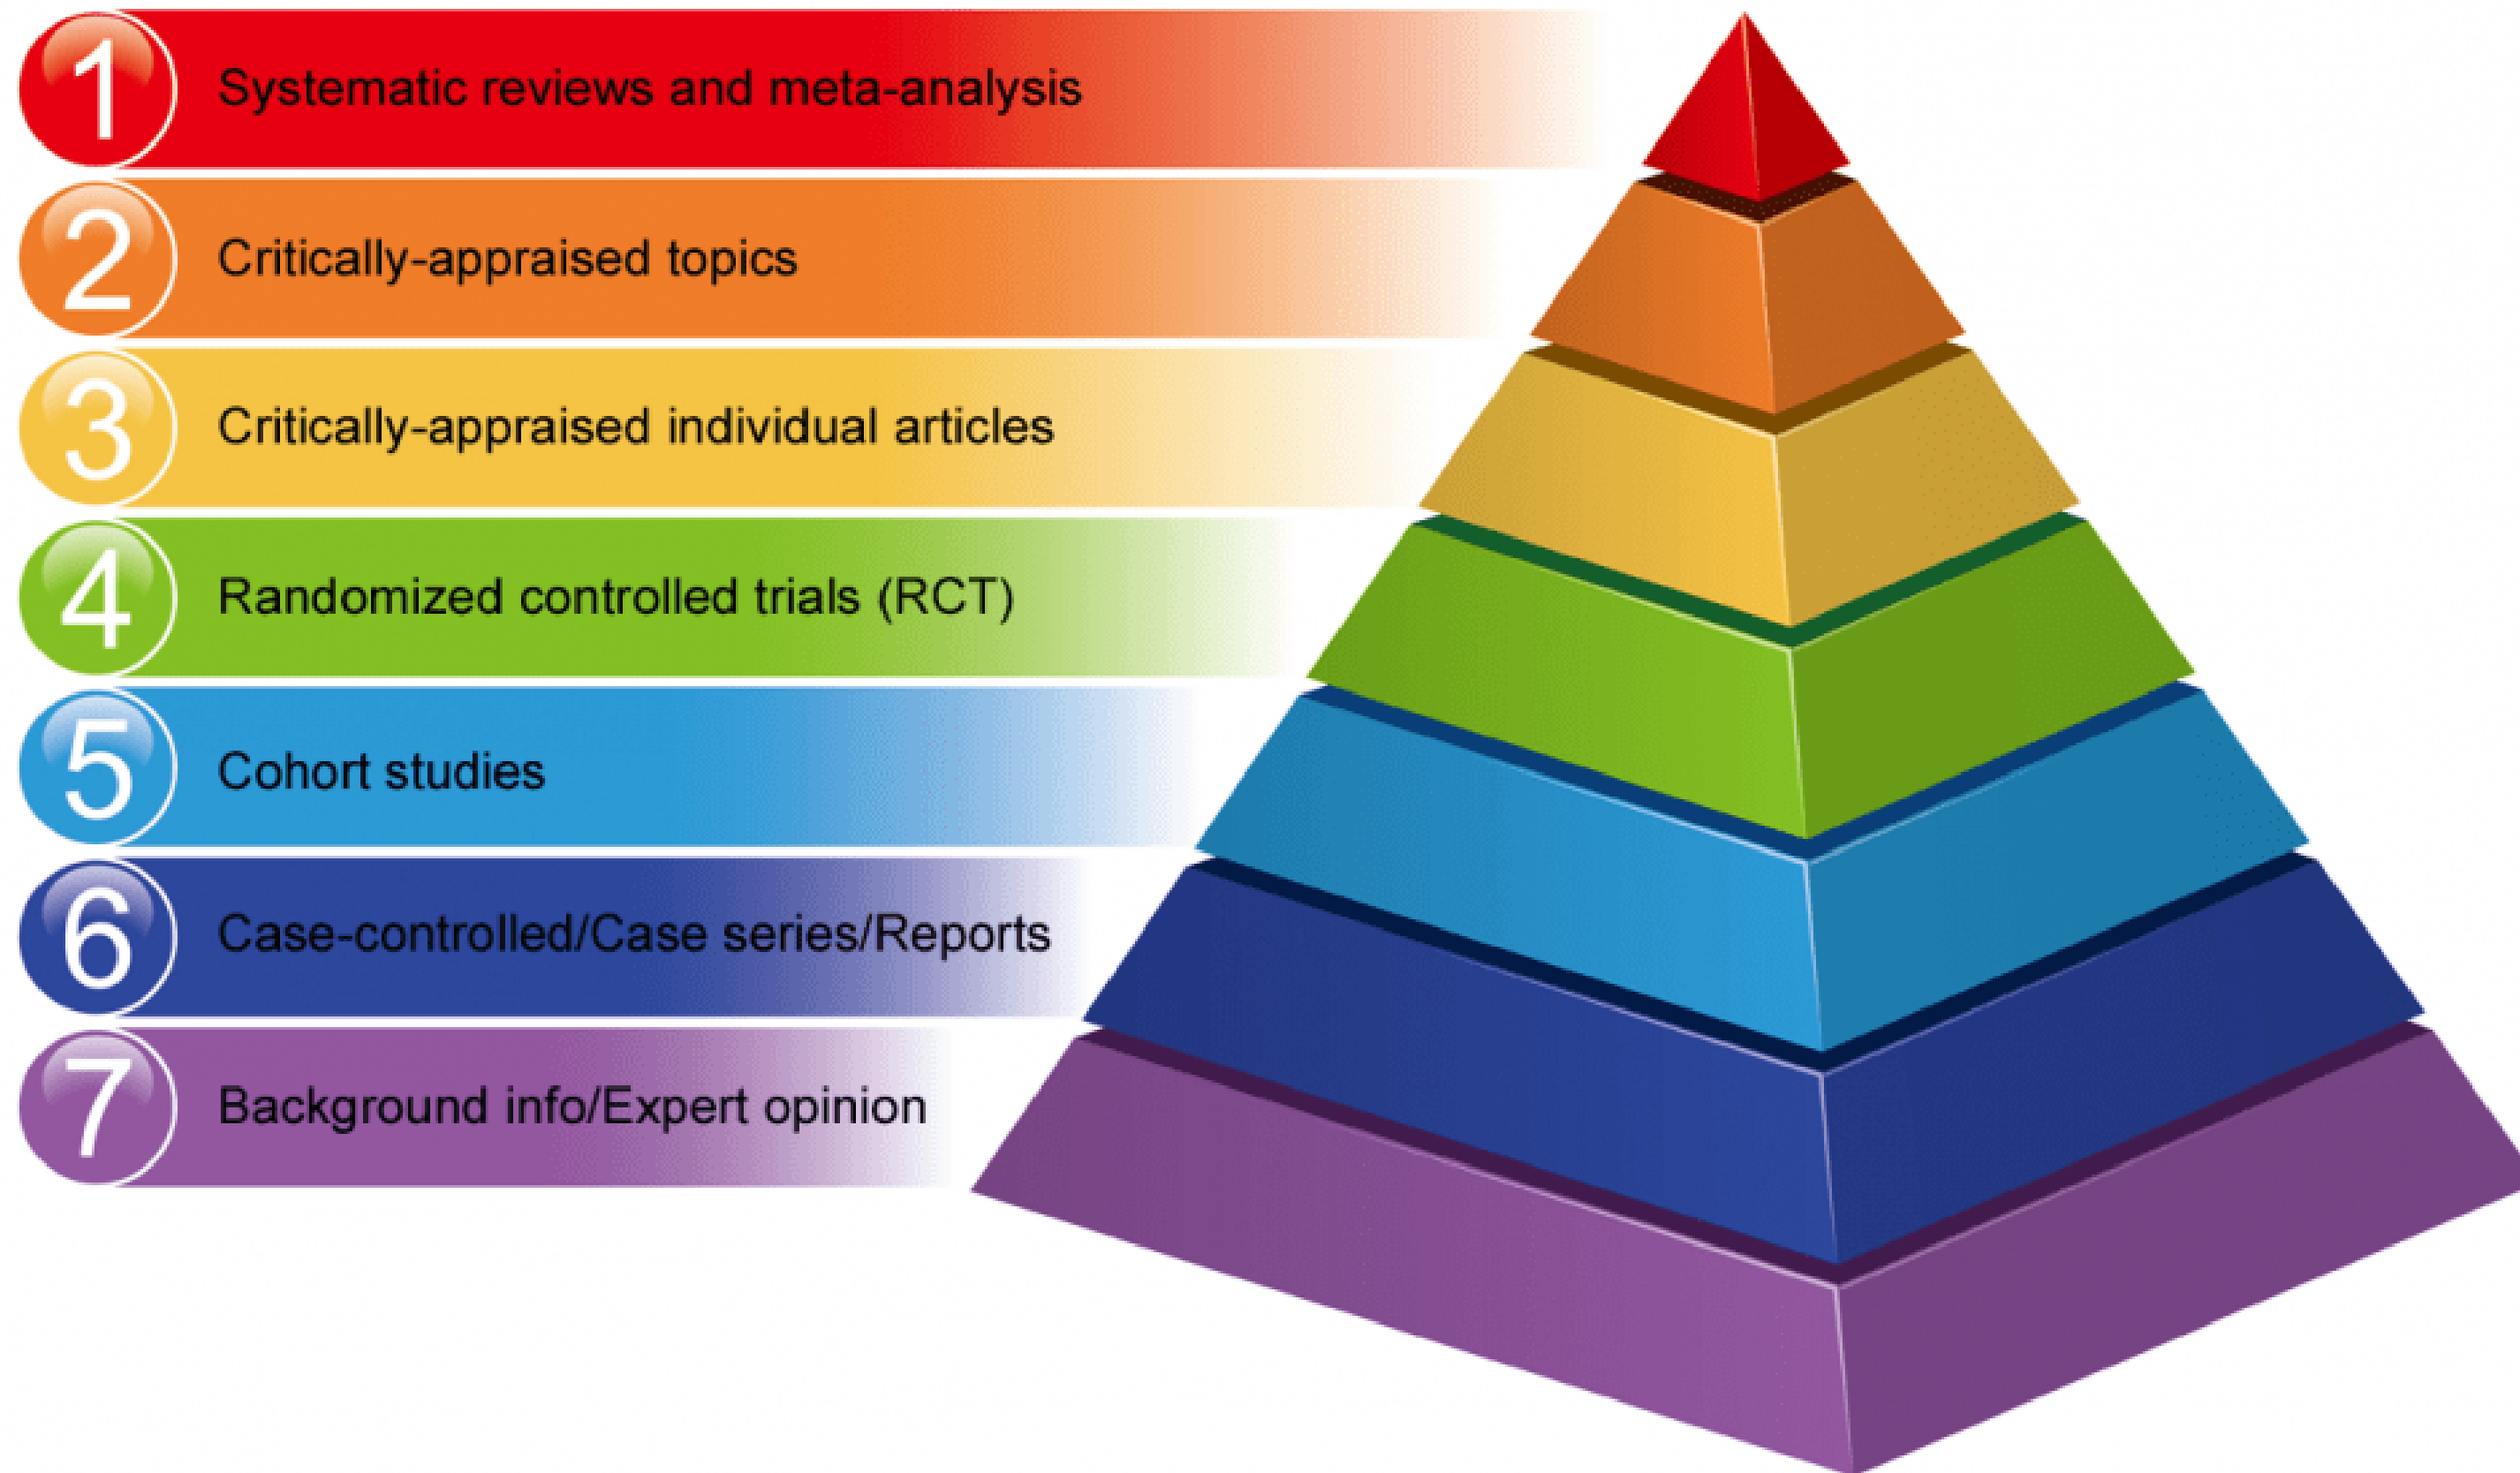 1 Systematic reviews and meta-analysis
2 Critically-appraised topics
3 Critically-appraised individual articles
4 Randomized controlled trials (RCT)
5 Cohort studies
6 Case-controlled/Case series/Reports
7 Background info/Expert opinion